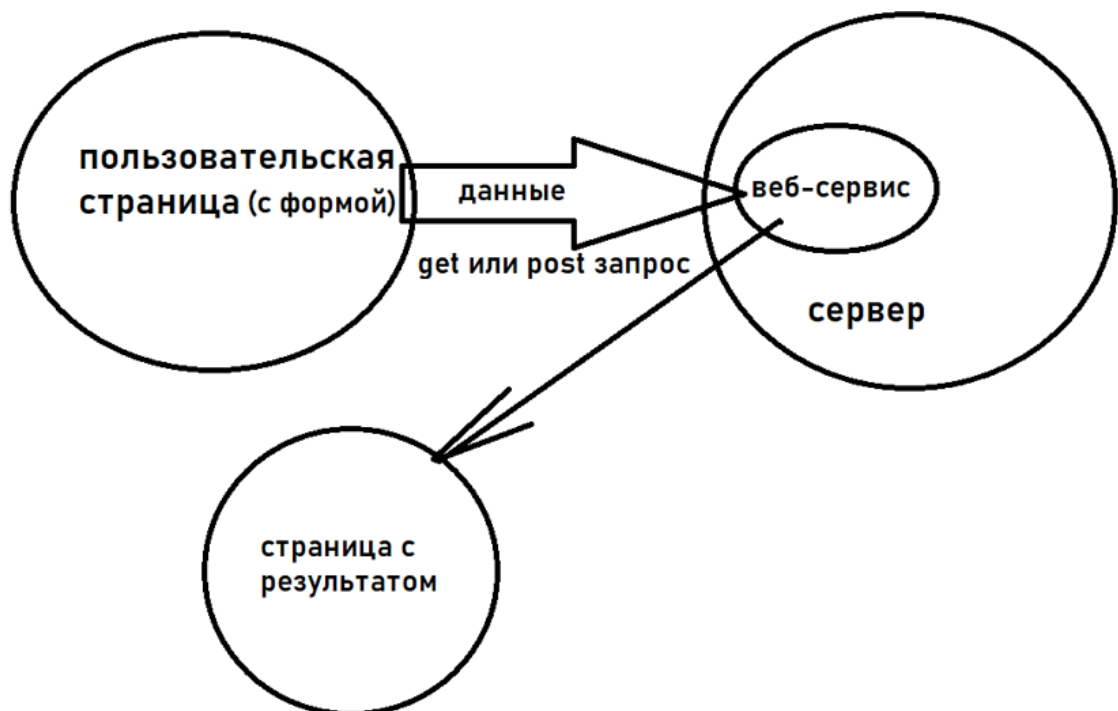 пользовательская
страница (с формой)
данные
get или post запрос
веб-сервис
сервер
страница с
результатом